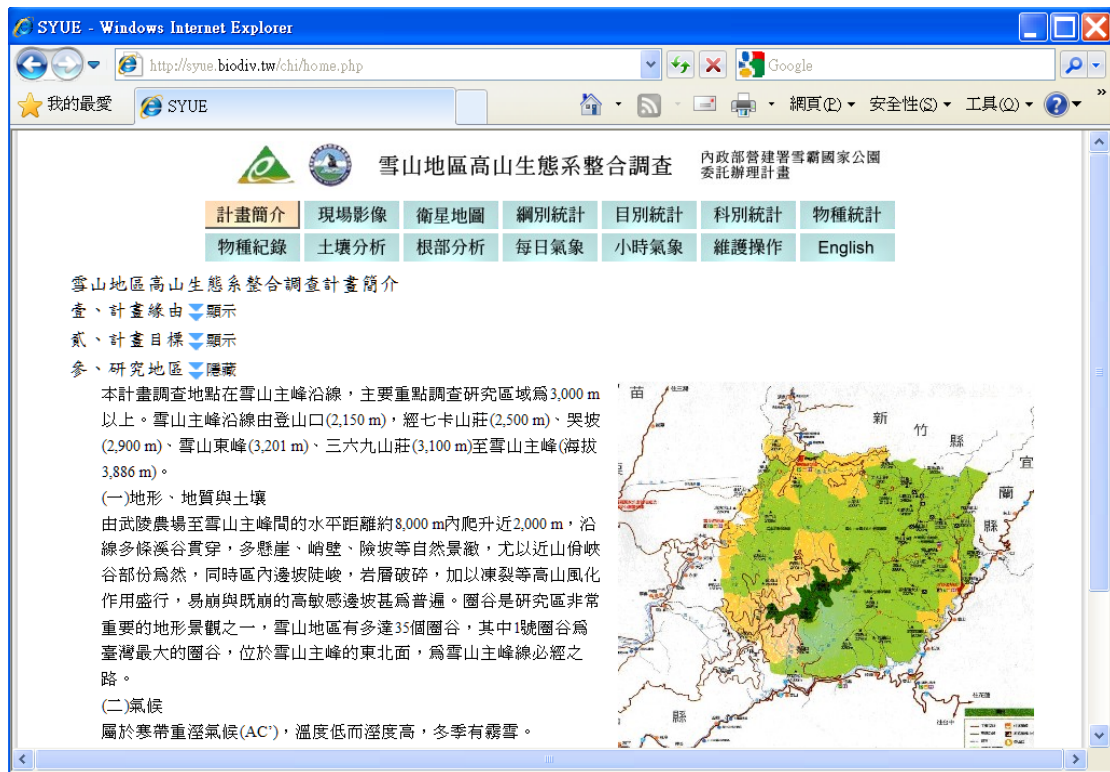 SYUE - Windows Internet Explorer
http://syue.biodiv.tw/chi/home.php
Google
我的最愛
SYUE
網頁(P)
安全性(S)
工具(O)
»
雪山地區高山生態系整合調查
內政部營建署雪霸國家公園
委託辦理計畫
計畫簡介 現場影像 衛星地圖 綱別統計 目別統計 科別統計 物種統計
物種紀錄 土壤分析 根部分析 每日氣象 小時氣象 維護操作 English
雪山地區高山生態系整合調查計畫簡介
壹、計畫緣由 顯示
貳、計畫目標 顯示
參、研究地區 隱藏
本計畫調查地點在雪山主峰沿線，主要重點調查研究區域為3,000 m
以上。雪山主峰沿線由登山口(2,150 m)，經七卡山莊(2,500 m)、哭坡
(2,900 m)、雪山東峰(3,201 m)、三六九山莊(3,100 m)至雪山主峰(海拔
3,886 m)。
(一)地形、地質與土壤
由武陵農場至雪山主峰間的水平距離約8,000 m內爬升近2,000 m，沿
線多條溪谷貫穿，多懸崖、峭壁、險坡等自然景緻，尤以近山佾峽
谷部份為然，同時區內邊坡陡峻，岩層破碎，加以凍裂等高山風化
作用盛行，易崩與既崩的高敏感邊坡甚為普遍。圈谷是研究區非常
重要的地形景觀之一，雪山地區有多達35個圈谷，其中1號圈谷為
臺灣最大的圈谷，位於雪山主峰的東北面，為雪山主峰線必經之
路。
(二)氣候
屬於寒帶重溼氣候(AC’)，溫度低而溼度高，冬季有霧雪。
苗
新
竹
縣
宜
蘭
縣
縣
往花蓮
往台中